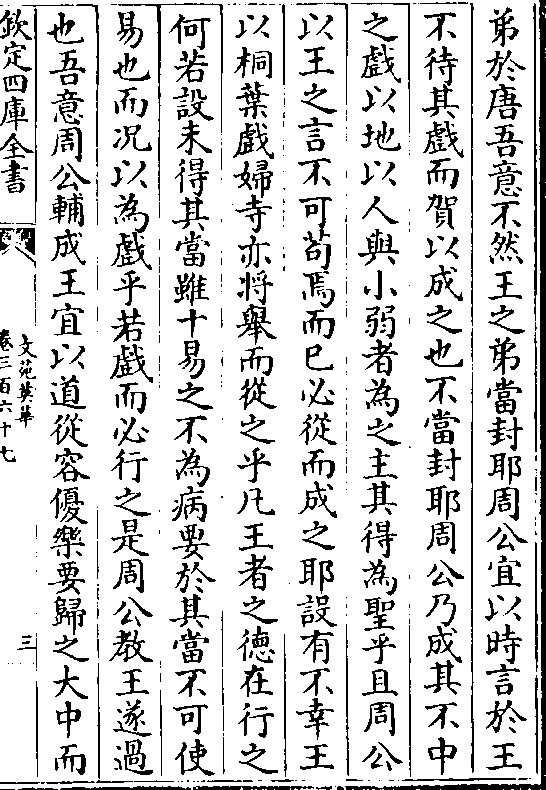 弟於唐吾意不然王之弟當封耶周公宜以時言於王
不待其戲而賀以成之也不當封耶周公乃成其不中
之戲以地以人與小弱者為之主其得為聖乎且周公
以王之言不可苟焉而已必從而成之耶設有不幸王
以桐葉戲婦寺亦將舉而從之乎凡王者之德在行之
何若設未得其當雖十易之不為病要於其當不可使
易也而况以為戲乎若戲而必行之是周公教王遂過
也吾意周公輔成王宜以道從容優樂要歸之大中而
欽定四庫全書
文苑英華
卷三百六十七
三